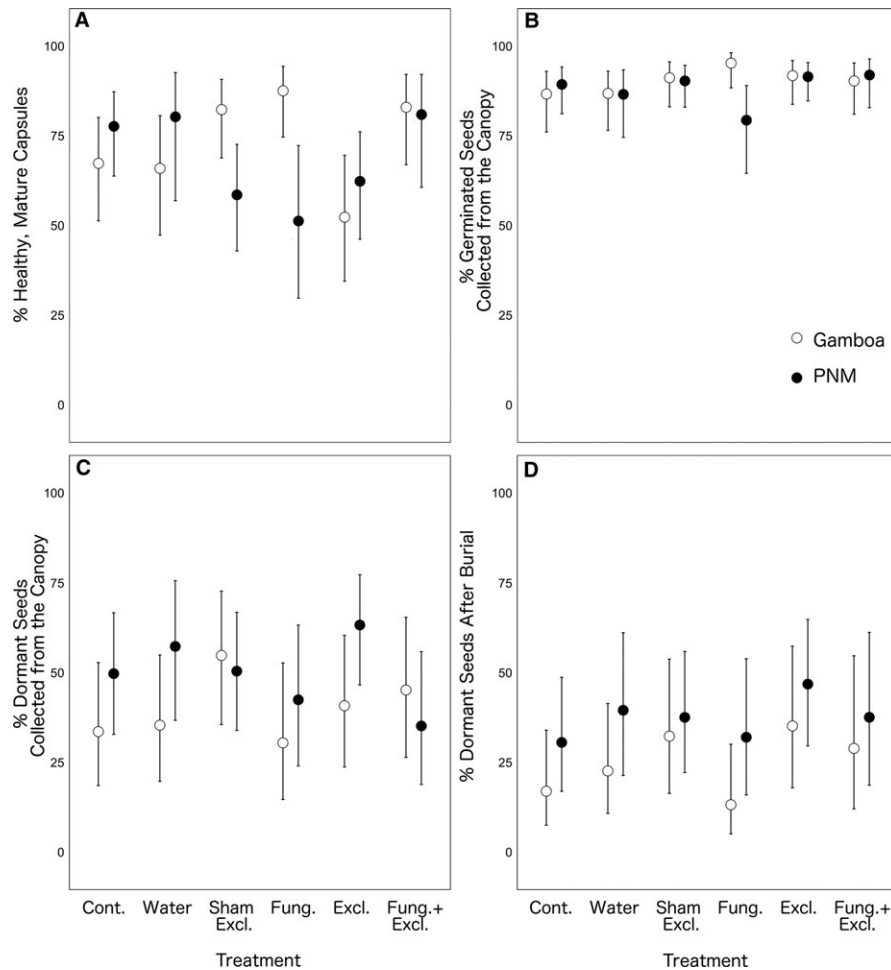 A
% Healthy, Mature Capsules
100
75
50
25
0
B
% Germinated Seeds
Collected from the Canopy
100
75
50
25
0
Gamboa
PNM
C
% Dormant Seeds
Collected from the Canopy
100
75
50
25
0
Cont.
Water
Sham
Excl.
Fung.
Excl.
Fung.+
Excl.
Treatment
D
% Dormant Seeds After Burial
100
75
50
25
0
Cont.
Water
Sham
Excl.
Fung.
Excl.
Fung.+
Excl.
Treatment